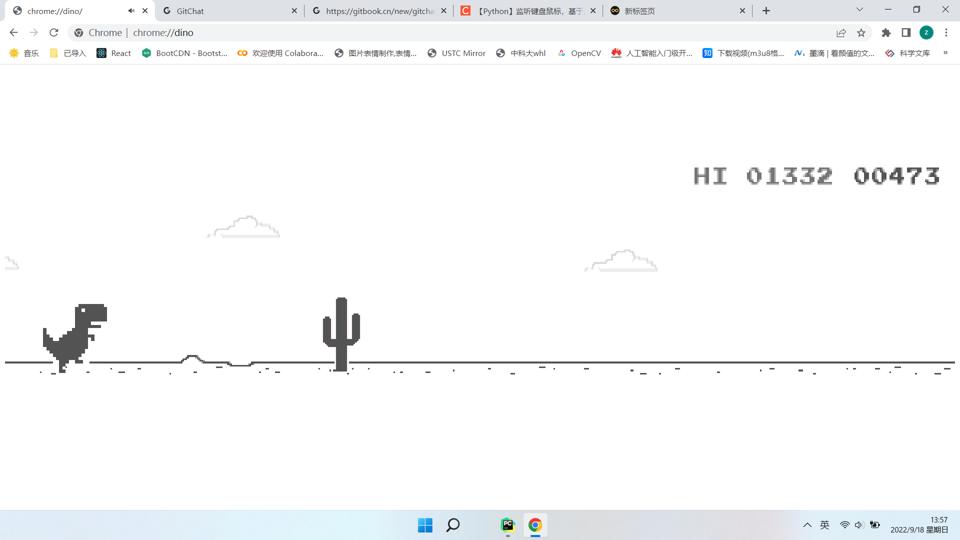 chrome://dino/
GitChat
https://gitbook.cn/new/gitcha
【Python】监听键盘鼠标，基于
新标签页
Chrome | chrome://dino
音乐
已导入
React
BootCDN - Bootst...
欢迎使用 Colabora...
图片表情制作,表情...
USTC Mirror
中科大whl
OpenCV
人工智能入门极开...
下载视频(m3u8格...
墨滴 | 看颜值的文...
科学文库
»
HI 01332 00473
英
13:57
2022/9/18 星期日